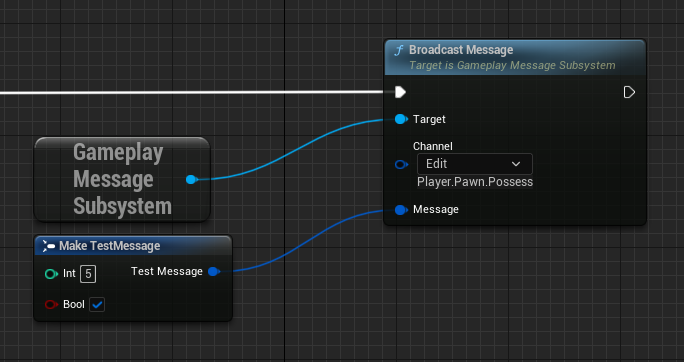 f Broadcast Message
Target is Gameplay Message Subsystem
Target
Channel
Edit
Player.Pawn.Possess
Message
Gameplay
Message
Subsystem
Make TestMessage
Int 5
Test Message
Bool